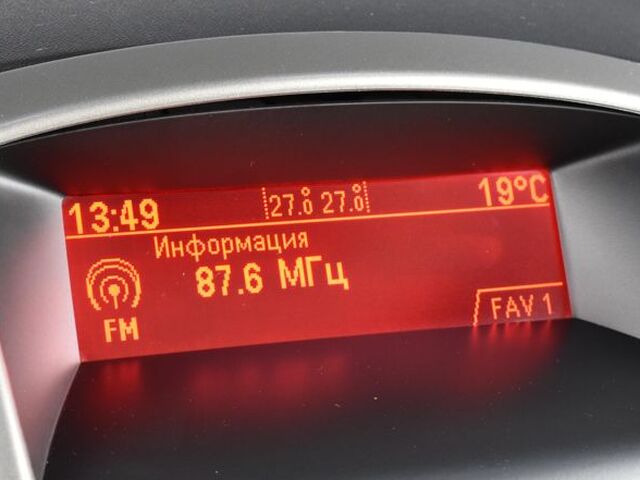 13:49 27.0 27.0 19°C
Информация
87.6 МГц
FM FAV 1